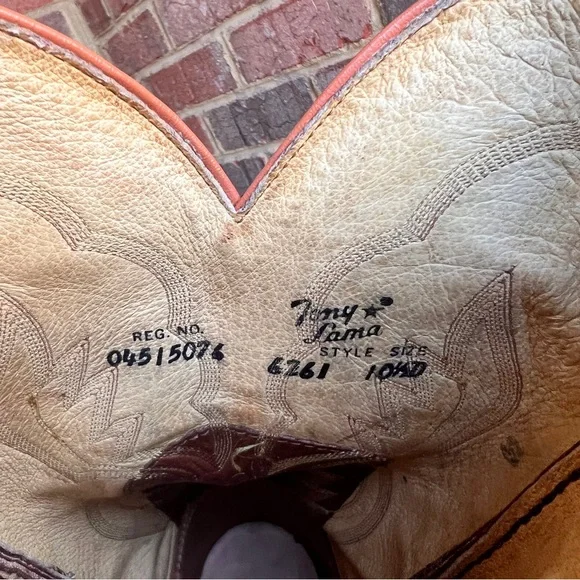 REG. NO.
04515076
Tony
Lama
STYLE SIZE
6261 10½D